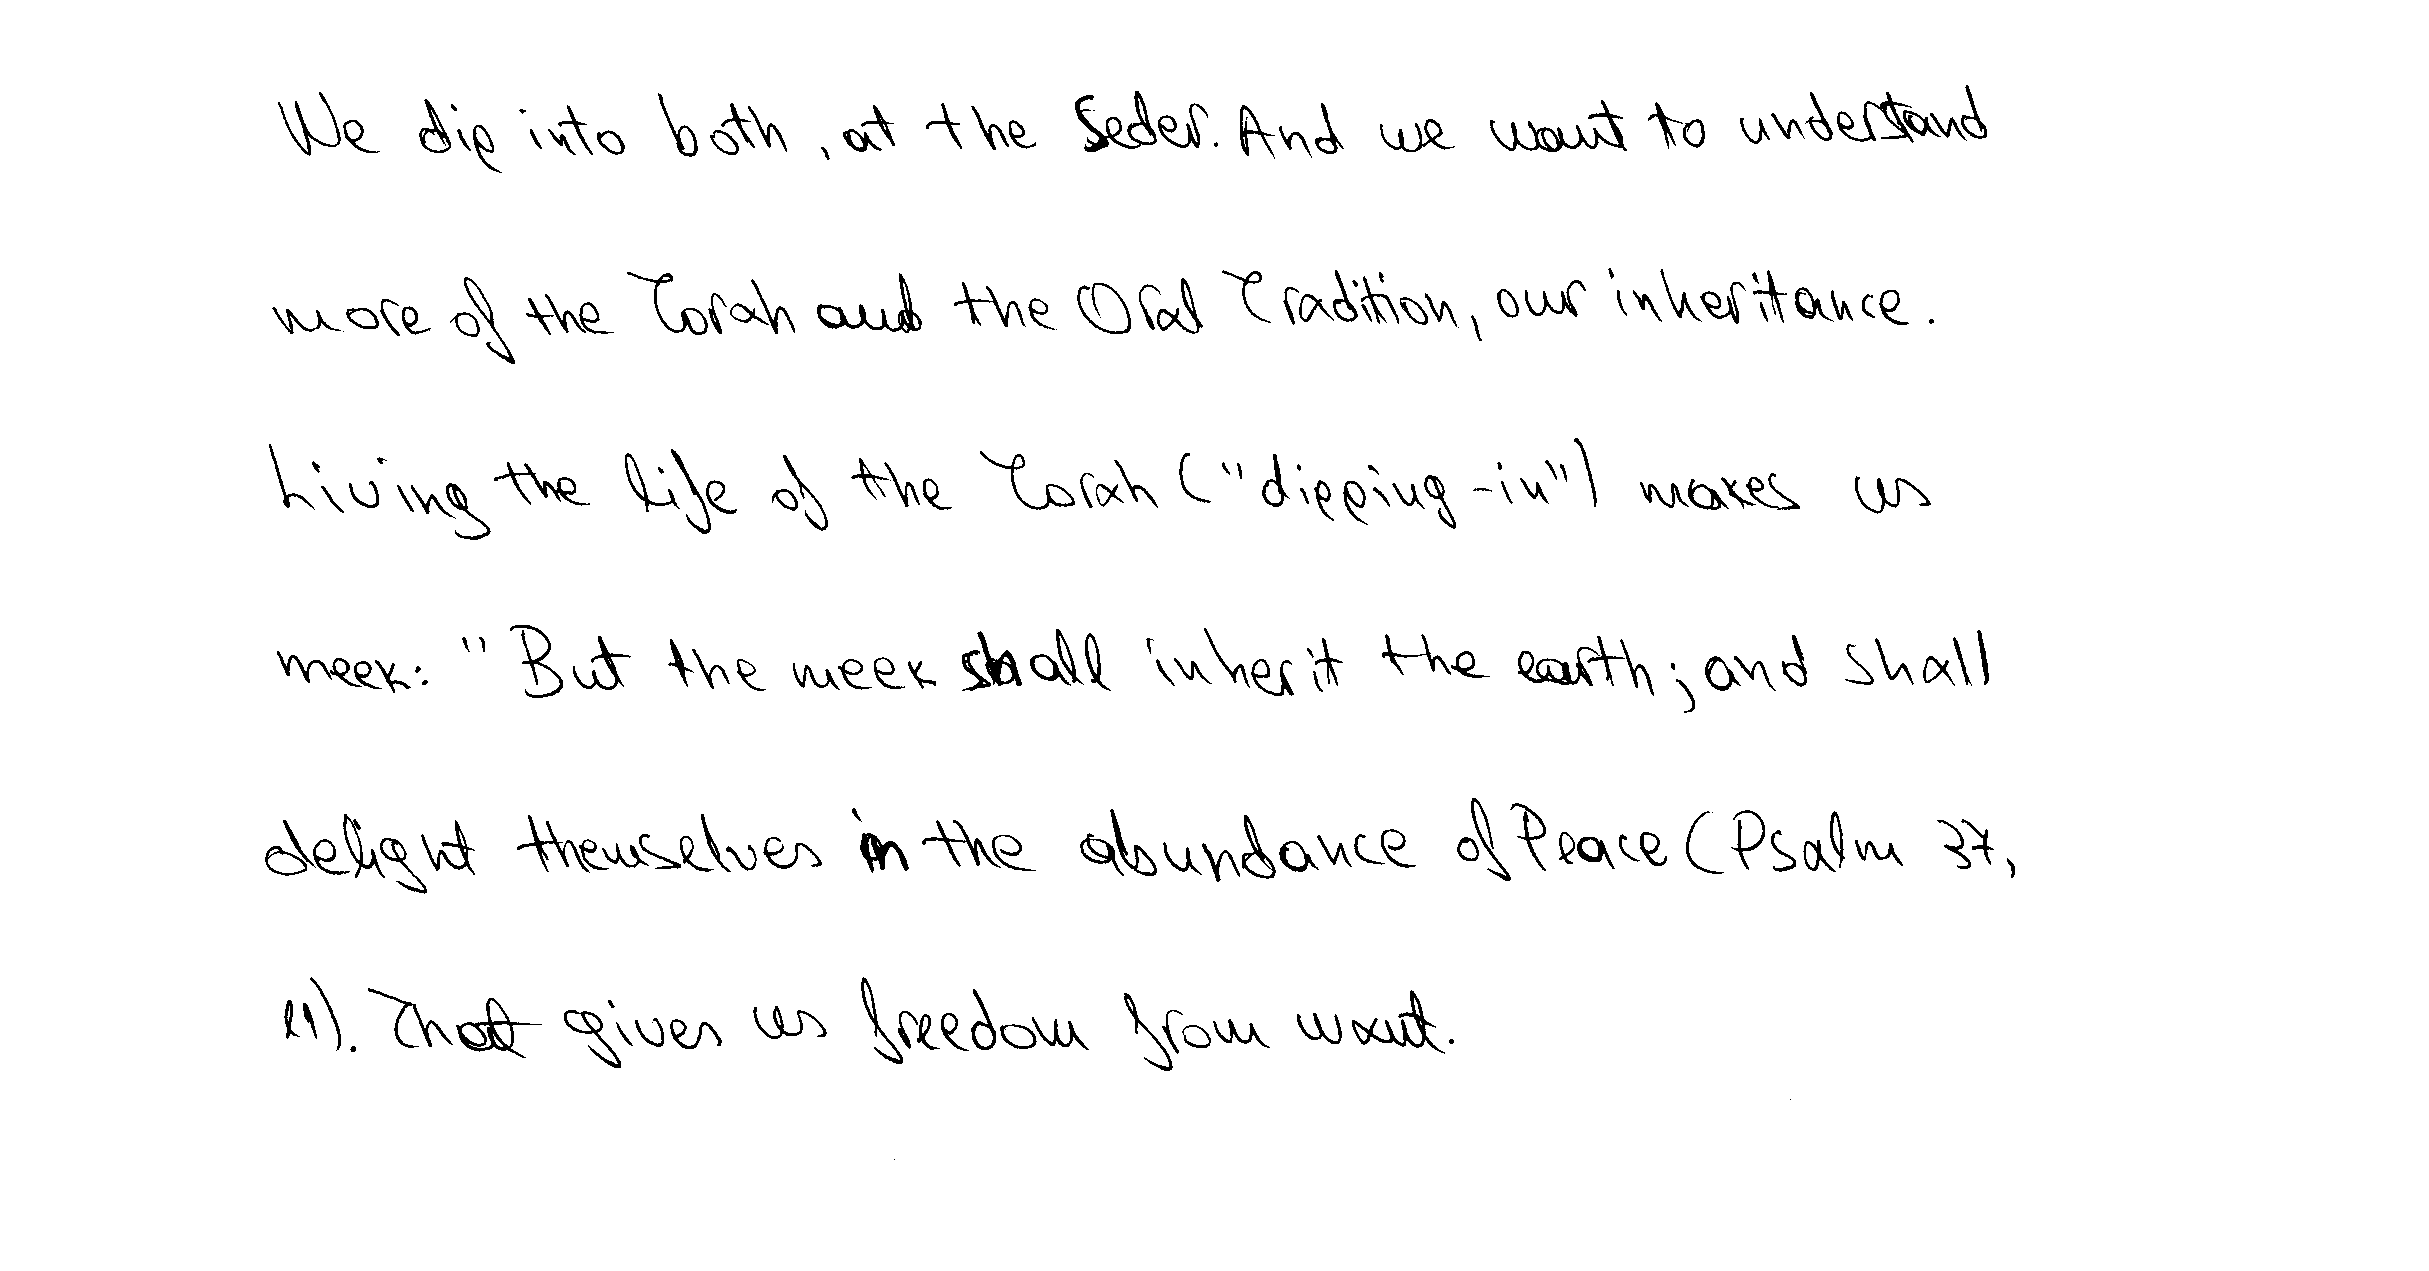 We dip into both, at the Seder. And we want to understand
more of the Torah and the Oral Tradition, our inheritance.
Living the life of the Torah ("dipping-in") makes us
meek: "But the meek shall inherit the earth; and shall
delight themselves in the abundance of Peace (Psalm 37,
11). That gives us freedom from want.